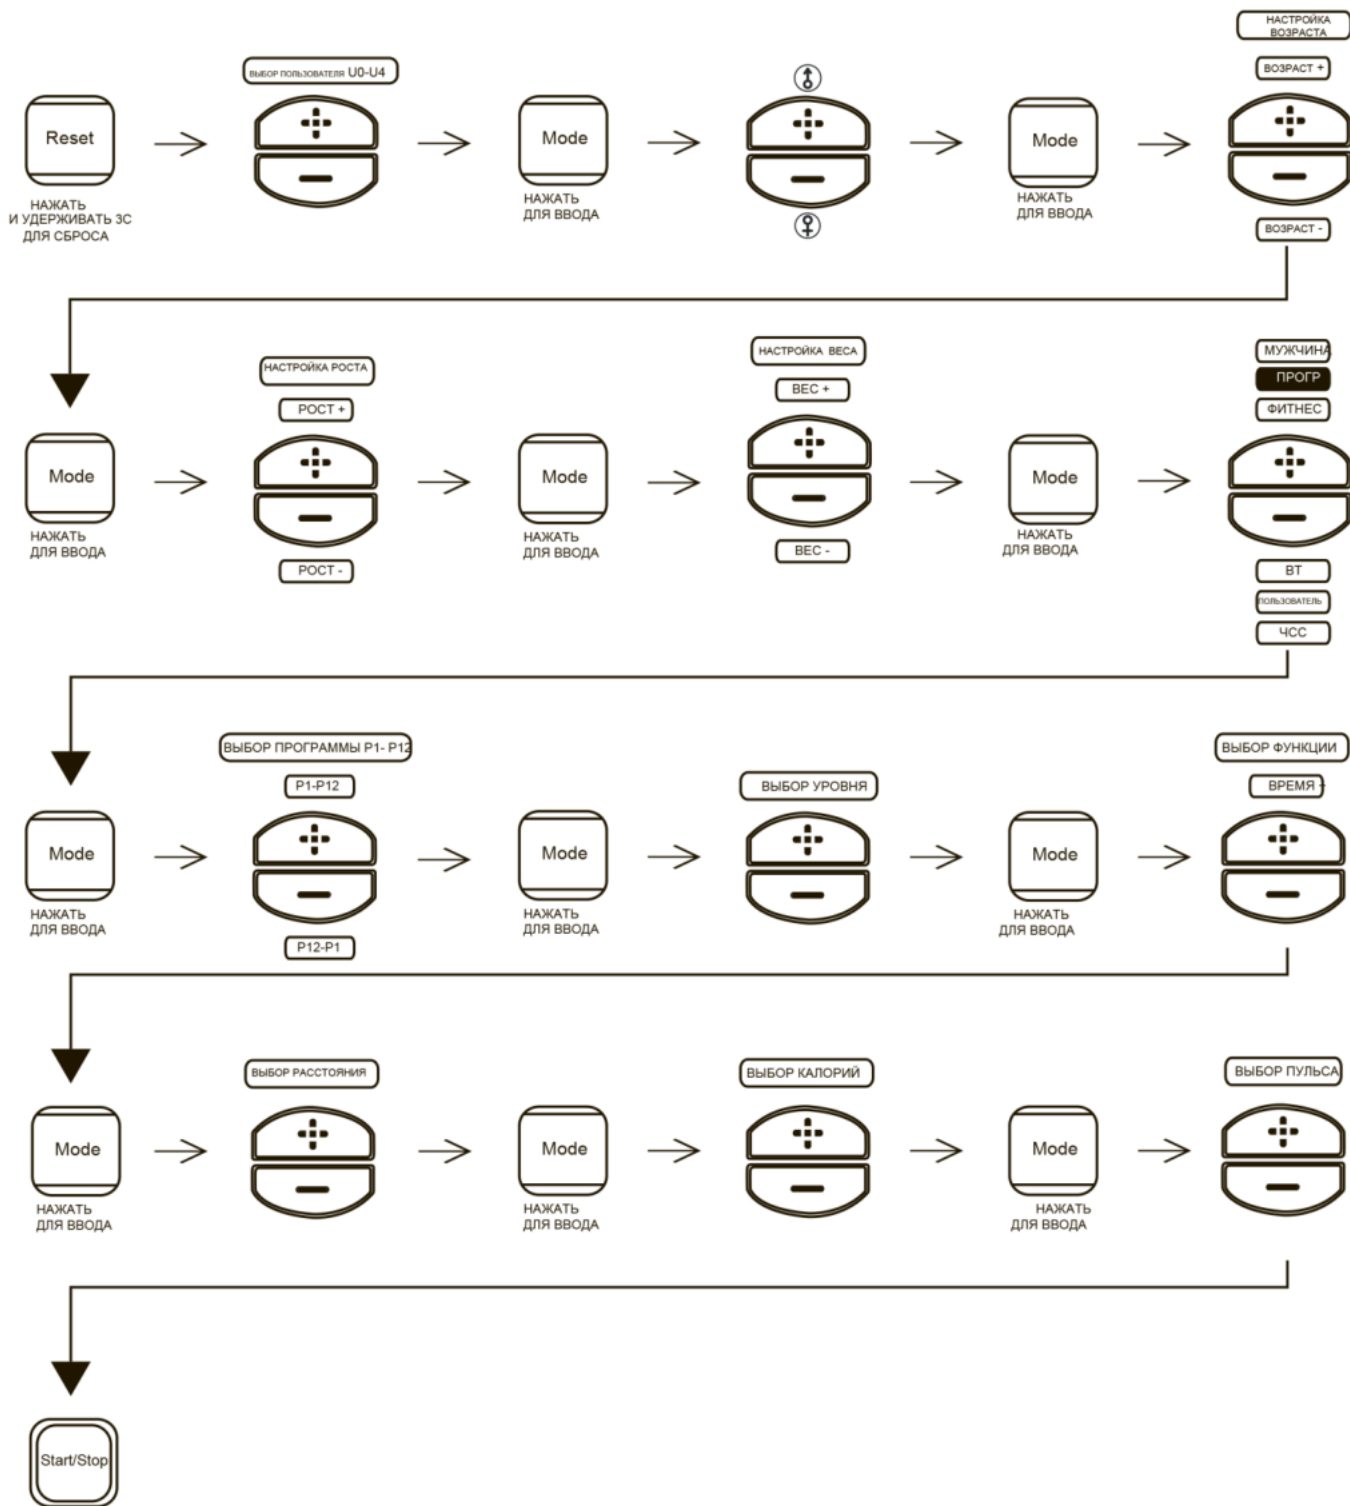 НАСТРОЙКА
ВОЗРАСТА
ВЫБОР ПОЛЬЗОВАТЕЛЯ U0-U4
ВОЗРАСТ +
Reset
Mode
Mode
НАЖАТЬ
И УДЕРЖИВАТЬ 3С
ДЛЯ СБРОСА
НАЖАТЬ
ДЛЯ ВВОДА
НАЖАТЬ
ДЛЯ ВВОДА
ВОЗРАСТ -
НАСТРОЙКА РОСТА
РОСТ +
НАСТРОЙКА ВЕСА
ВЕС +
МУЖЧИНА
ПРОГР
ФИТНЕС
Mode
Mode
Mode
НАЖАТЬ
ДЛЯ ВВОДА
РОСТ -
НАЖАТЬ
ДЛЯ ВВОДА
ВЕС -
НАЖАТЬ
ДЛЯ ВВОДА
ВТ
ПОЛЬЗОВАТЕЛЬ
ЧСС
ВЫБОР ПРОГРАММЫ P1- P12
P1-P12
ВЫБОР УРОВНЯ
ВЫБОР ФУНКЦИИ
ВРЕМЯ +
Mode
Mode
Mode
НАЖАТЬ
ДЛЯ ВВОДА
P12-P1
НАЖАТЬ
ДЛЯ ВВОДА
НАЖАТЬ
ДЛЯ ВВОДА
ВЫБОР РАССТОЯНИЯ
ВЫБОР КАЛОРИЙ
ВЫБОР ПУЛЬСА
Mode
Mode
Mode
НАЖАТЬ
ДЛЯ ВВОДА
НАЖАТЬ
ДЛЯ ВВОДА
НАЖАТЬ
ДЛЯ ВВОДА
Start/Stop